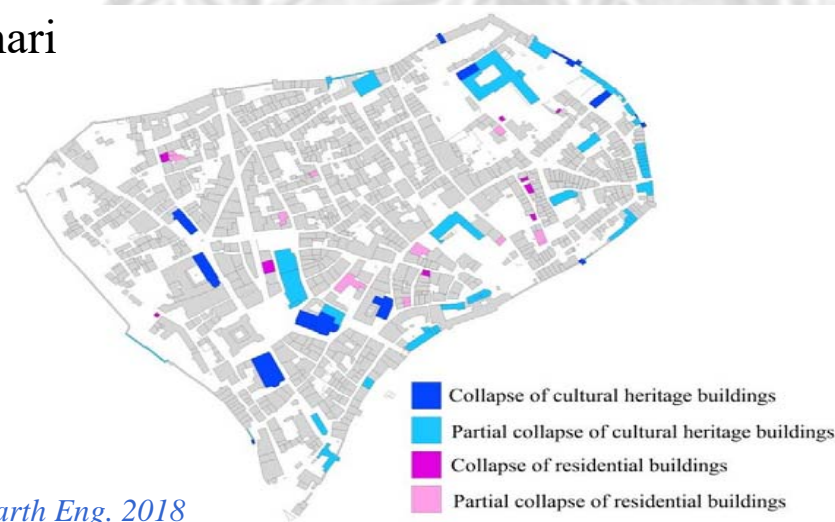 nari
Collapse of cultural heritage buildings
Partial collapse of cultural heritage buildings
Collapse of residential buildings
Partial collapse of residential buildings
arth Eng. 2018